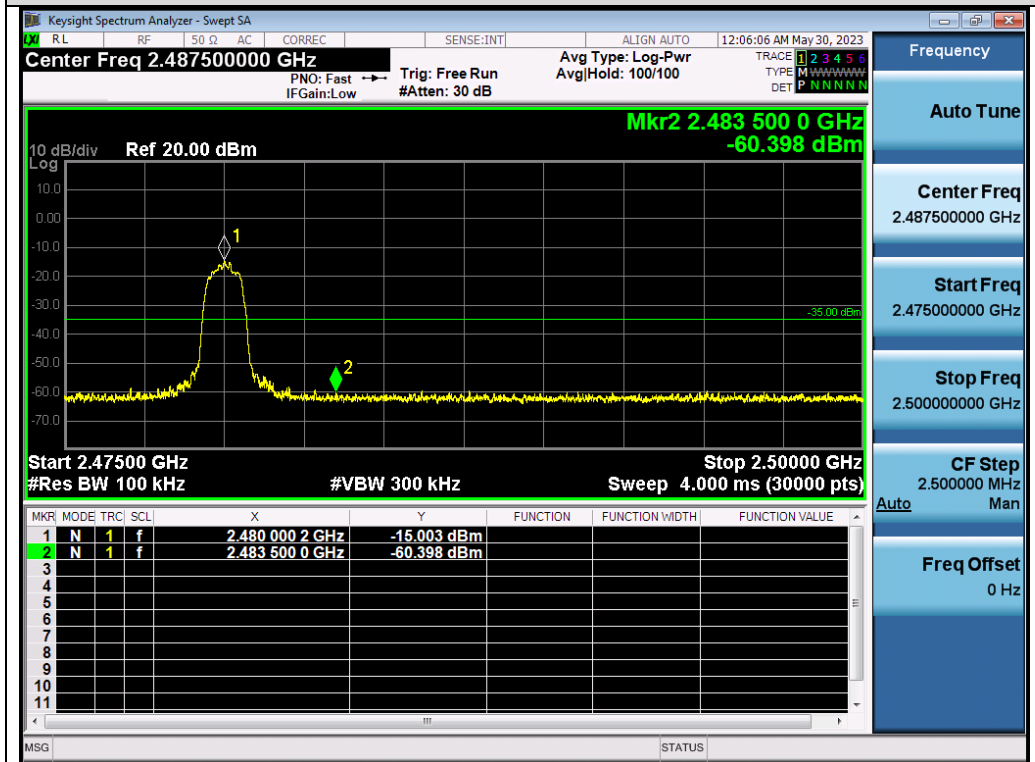 Keysight Spectrum Analyzer - Swept SA
LXI RL RF 50 Ω AC CORREC SENSE:INT ALIGN AUTO 12:06:06 AM May 30, 2023
Center Freq 2.487500000 GHz
PNO: Fast
IFGain:Low
Trig: Free Run
#Atten: 30 dB
Avg Type: Log-Pwr
Avg|Hold: 100/100
TRACE 1 2 3 4 5 6
TYPE M WWWWW
DET P N N N N N
Mkr2 2.483 500 0 GHz
-60.398 dBm
10 dB/div Ref 20.00 dBm
Log
10.0
0.00
-10.0
-20.0
-30.0
-40.0
-50.0
-60.0
-70.0
1
2
-35.00 dBm
Start 2.47500 GHz Stop 2.50000 GHz
#Res BW 100 kHz #VBW 300 kHz Sweep 4.000 ms (30000 pts)
MKR MODE TRC SCL X Y FUNCTION FUNCTION WIDTH FUNCTION VALUE
1 N 1 f 2.480 000 2 GHz -15.003 dBm
2 N 1 f 2.483 500 0 GHz -60.398 dBm
3
4
5
6
7
8
9
10
11
MSG STATUS
Frequency
Auto Tune
Center Freq
2.487500000 GHz
Start Freq
2.475000000 GHz
Stop Freq
2.500000000 GHz
CF Step
2.500000 MHz
Auto Man
Freq Offset
0 Hz